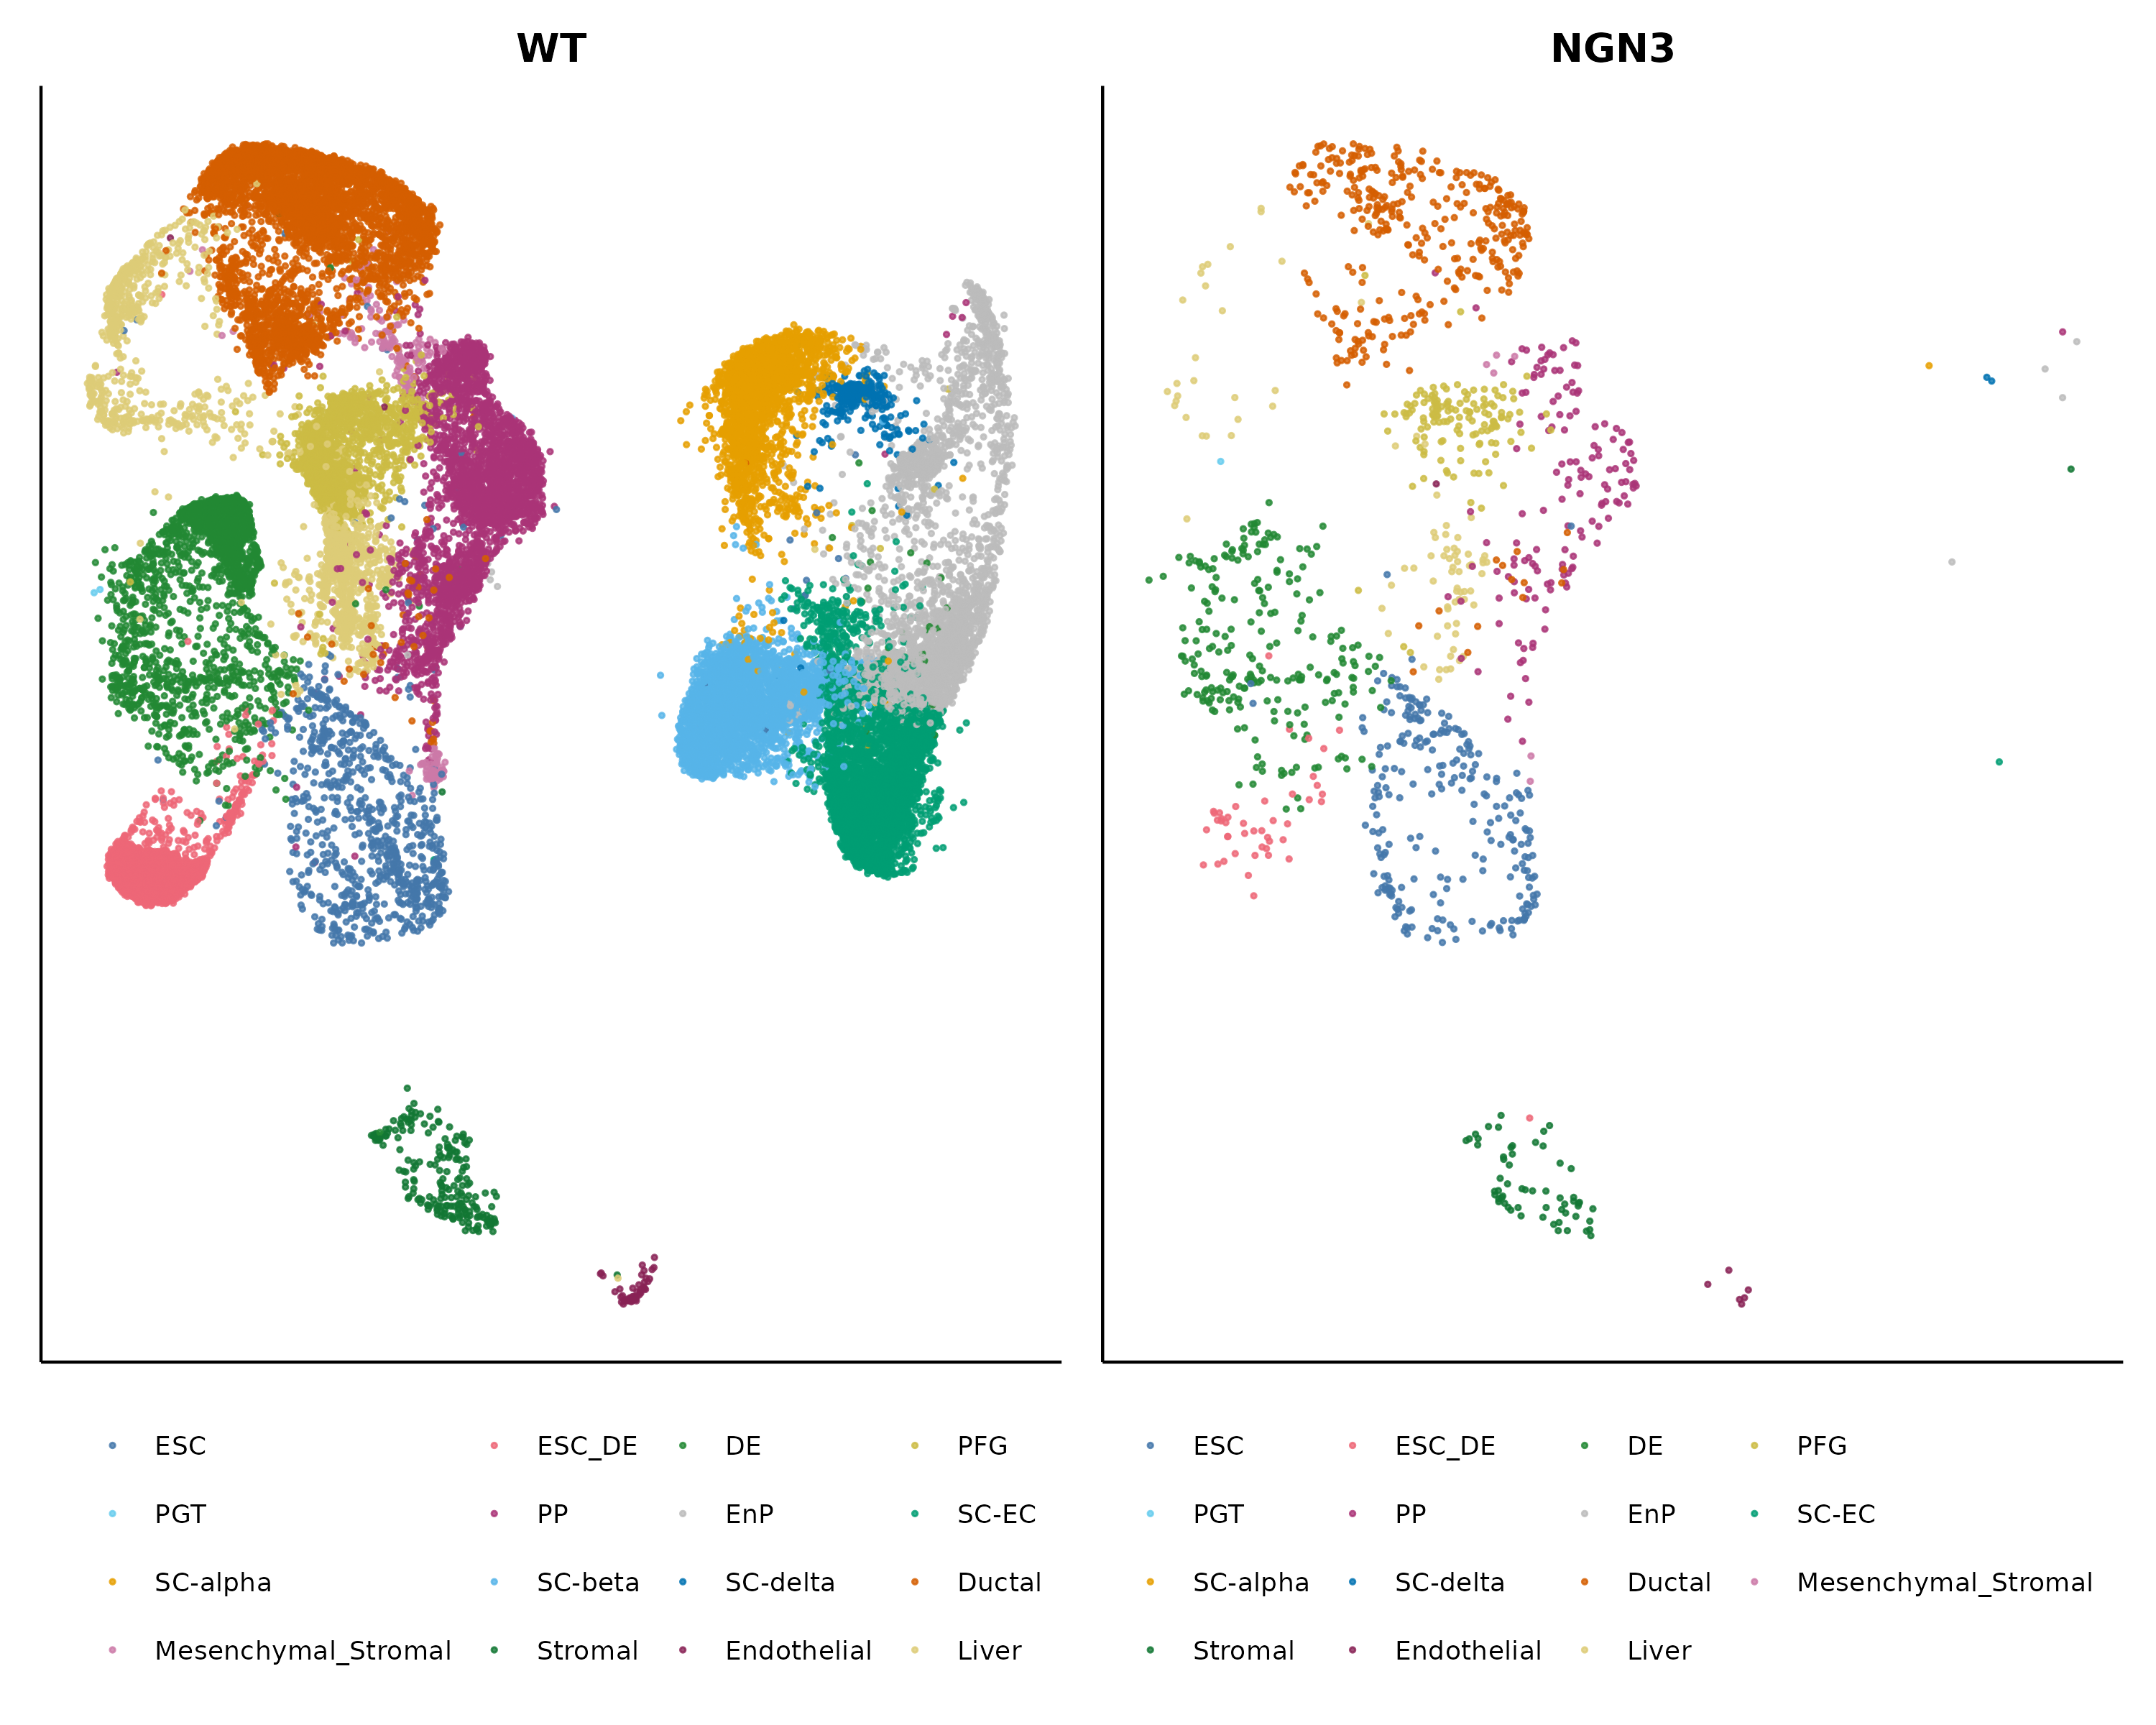 WT
NGN3
ESC ESC_DE DE PFG
PGT PP EnP SC-EC
SC-alpha SC-beta SC-delta Ductal
Mesenchymal_Stromal Stromal Endothelial Liver
ESC ESC_DE DE PFG
PGT PP EnP SC-EC
SC-alpha SC-delta Ductal Mesenchymal_Stromal
Stromal Endothelial Liver